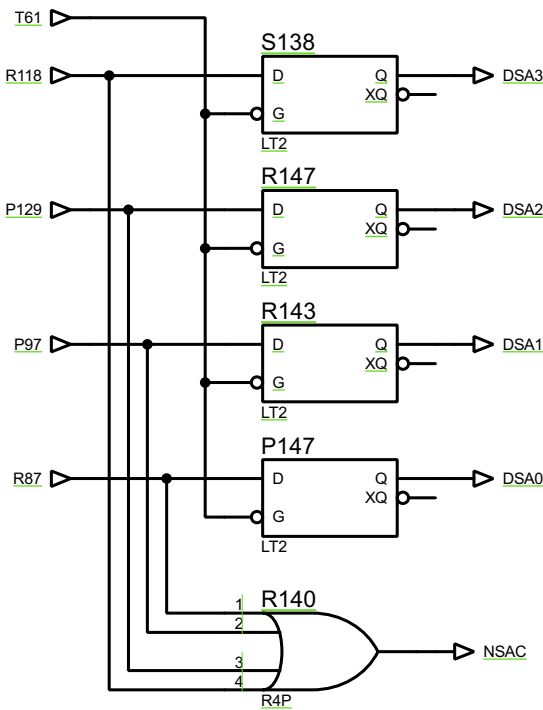 T61
S138
R118 D Q DSA3
XQ
G
LT2
R147
P129 D Q DSA2
XQ
G
LT2
R143
P97 D Q DSA1
XQ
G
LT2
P147
R87 D Q DSA0
XQ
G
LT2
1 R140
2
NSAC
3
4
R4P